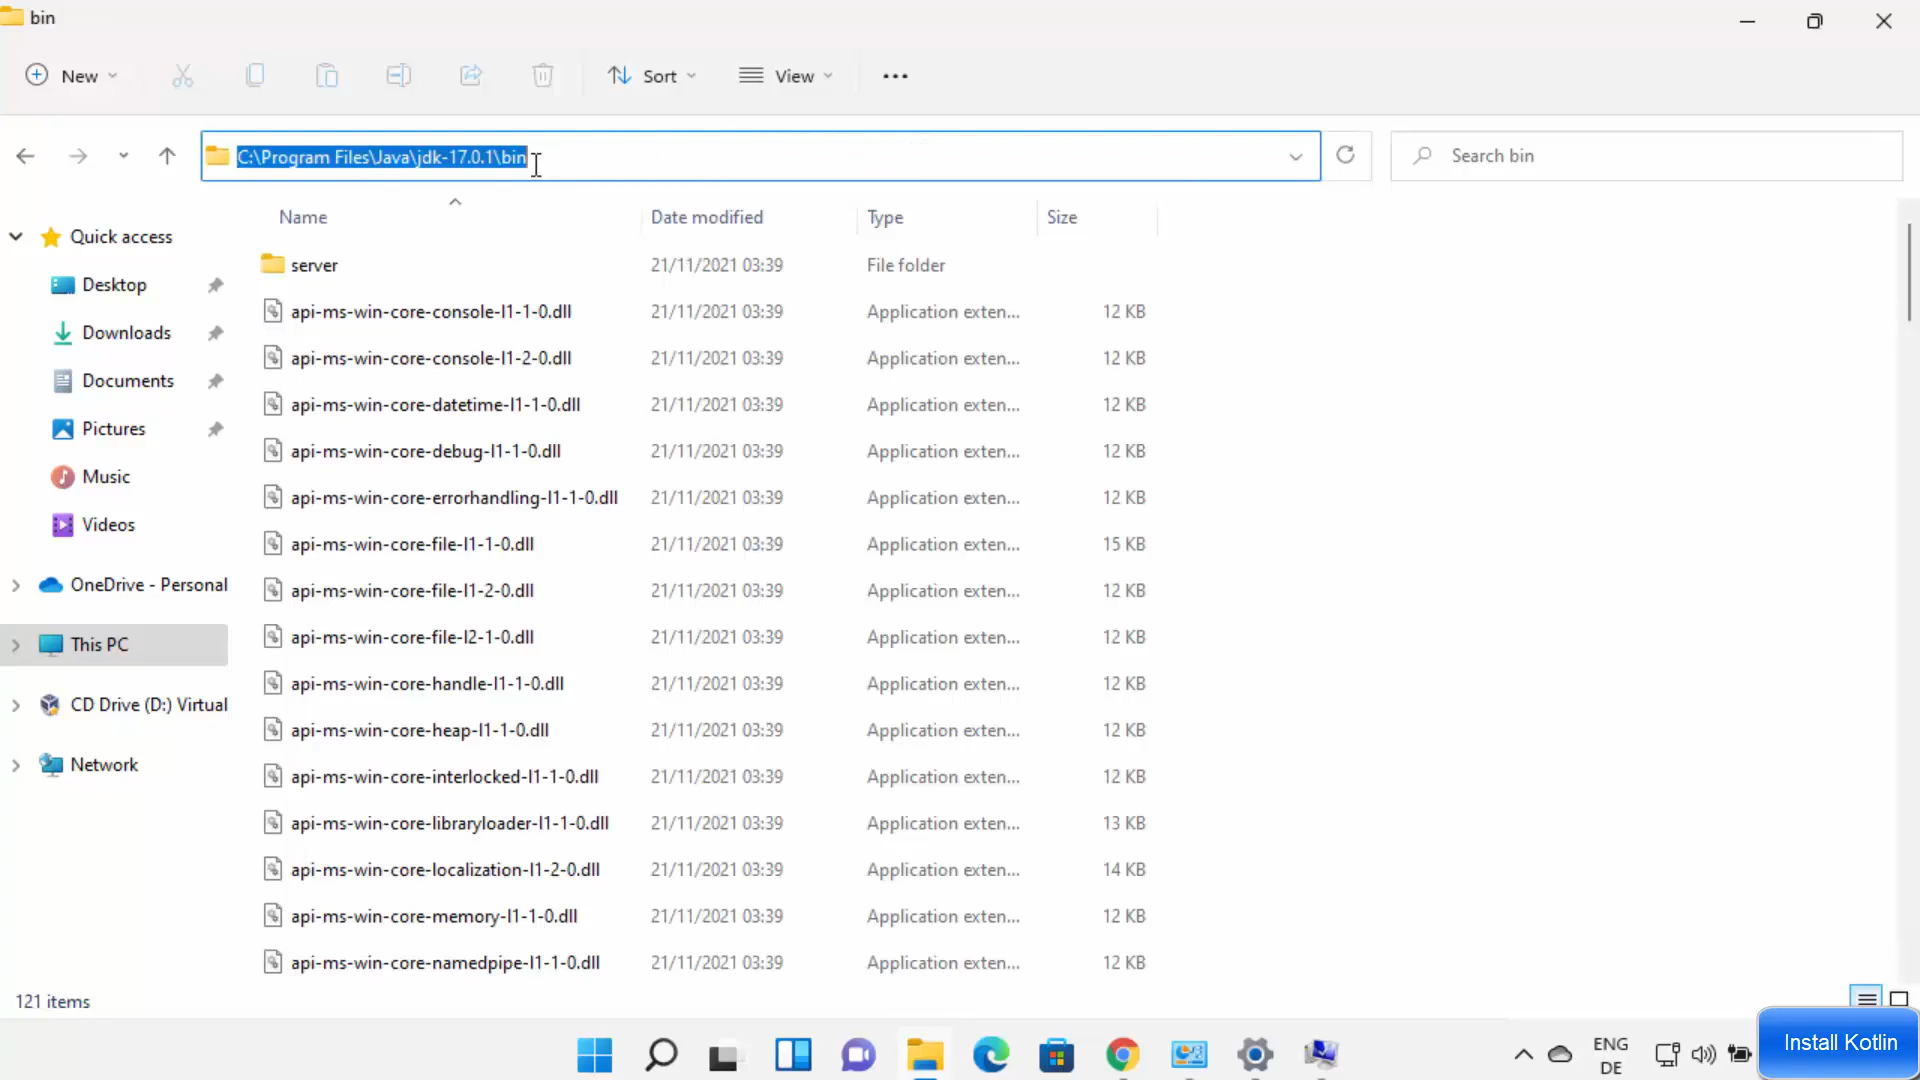 bin
New
Sort
View
C:\Program Files\Java\jdk-17.0.1\bin
Search bin
Name Date modified Type Size
Quick access
Desktop
Downloads
Documents
Pictures
Music
Videos
OneDrive - Personal
This PC
CD Drive (D:) Virtual
Network
server 21/11/2021 03:39 File folder
api-ms-win-core-console-l1-1-0.dll 21/11/2021 03:39 Application exten... 12 KB
api-ms-win-core-console-l1-2-0.dll 21/11/2021 03:39 Application exten... 12 KB
api-ms-win-core-datetime-l1-1-0.dll 21/11/2021 03:39 Application exten... 12 KB
api-ms-win-core-debug-l1-1-0.dll 21/11/2021 03:39 Application exten... 12 KB
api-ms-win-core-errorhandling-l1-1-0.dll 21/11/2021 03:39 Application exten... 12 KB
api-ms-win-core-file-l1-1-0.dll 21/11/2021 03:39 Application exten... 15 KB
api-ms-win-core-file-l1-2-0.dll 21/11/2021 03:39 Application exten... 12 KB
api-ms-win-core-file-l2-1-0.dll 21/11/2021 03:39 Application exten... 12 KB
api-ms-win-core-handle-l1-1-0.dll 21/11/2021 03:39 Application exten... 12 KB
api-ms-win-core-heap-l1-1-0.dll 21/11/2021 03:39 Application exten... 12 KB
api-ms-win-core-interlocked-l1-1-0.dll 21/11/2021 03:39 Application exten... 12 KB
api-ms-win-core-libraryloader-l1-1-0.dll 21/11/2021 03:39 Application exten... 13 KB
api-ms-win-core-localization-l1-2-0.dll 21/11/2021 03:39 Application exten... 14 KB
api-ms-win-core-memory-l1-1-0.dll 21/11/2021 03:39 Application exten... 12 KB
api-ms-win-core-namedpipe-l1-1-0.dll 21/11/2021 03:39 Application exten... 12 KB
121 items
ENG
DE
Install Kotlin